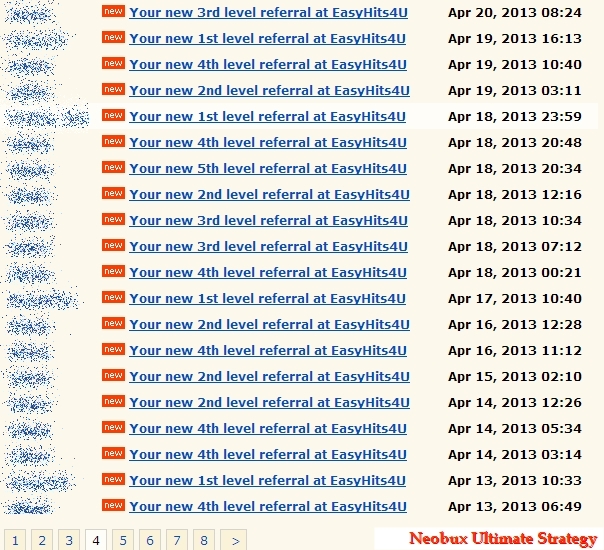 new Your new 3rd level referral at EasyHits4U Apr 20, 2013 08:24
new Your new 1st level referral at EasyHits4U Apr 19, 2013 16:13
new Your new 4th level referral at EasyHits4U Apr 19, 2013 10:40
new Your new 2nd level referral at EasyHits4U Apr 19, 2013 03:11
new Your new 1st level referral at EasyHits4U Apr 18, 2013 23:59
new Your new 4th level referral at EasyHits4U Apr 18, 2013 20:48
new Your new 5th level referral at EasyHits4U Apr 18, 2013 20:34
new Your new 2nd level referral at EasyHits4U Apr 18, 2013 12:16
new Your new 3rd level referral at EasyHits4U Apr 18, 2013 10:34
new Your new 3rd level referral at EasyHits4U Apr 18, 2013 07:12
new Your new 4th level referral at EasyHits4U Apr 18, 2013 00:21
new Your new 1st level referral at EasyHits4U Apr 17, 2013 10:40
new Your new 2nd level referral at EasyHits4U Apr 16, 2013 12:28
new Your new 4th level referral at EasyHits4U Apr 16, 2013 11:12
new Your new 2nd level referral at EasyHits4U Apr 15, 2013 02:10
new Your new 2nd level referral at EasyHits4U Apr 14, 2013 12:26
new Your new 4th level referral at EasyHits4U Apr 14, 2013 05:34
new Your new 4th level referral at EasyHits4U Apr 14, 2013 03:14
new Your new 1st level referral at EasyHits4U Apr 13, 2013 10:33
new Your new 4th level referral at EasyHits4U Apr 13, 2013 06:49
1 2 3 4 5 6 7 8 > Neobux Ultimate Strategy